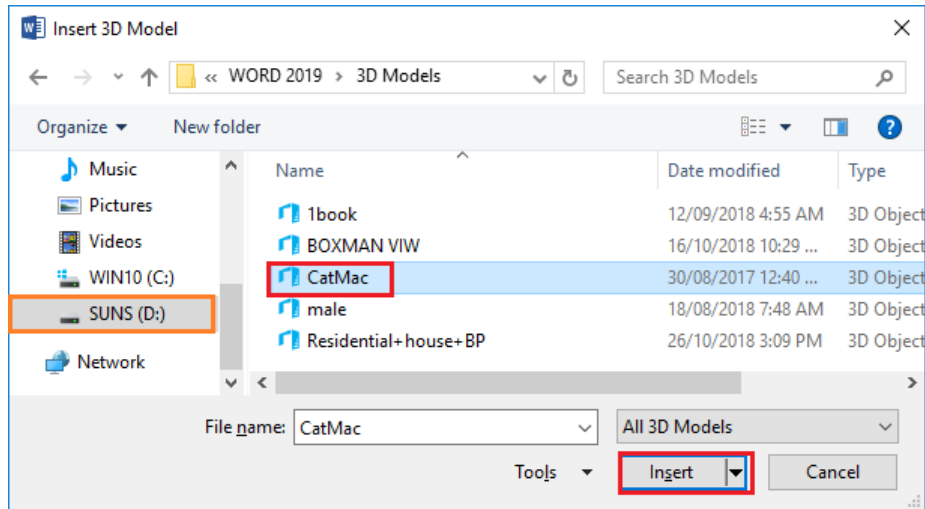 Insert 3D Model
« WORD 2019 > 3D Models
Search 3D Models
Organize
New folder
Music
Pictures
Videos
WIN10 (C:)
SUNS (D:)
Network
Name Date modified Type
1book 12/09/2018 4:55 AM 3D Object
BOXMAN VIW 16/10/2018 10:29 ... 3D Object
CatMac 30/08/2017 12:40 ... 3D Object
male 18/08/2018 7:48 AM 3D Object
Residential+house+BP 26/10/2018 3:09 PM 3D Object
File name: CatMac
All 3D Models
Tools
Insert
Cancel